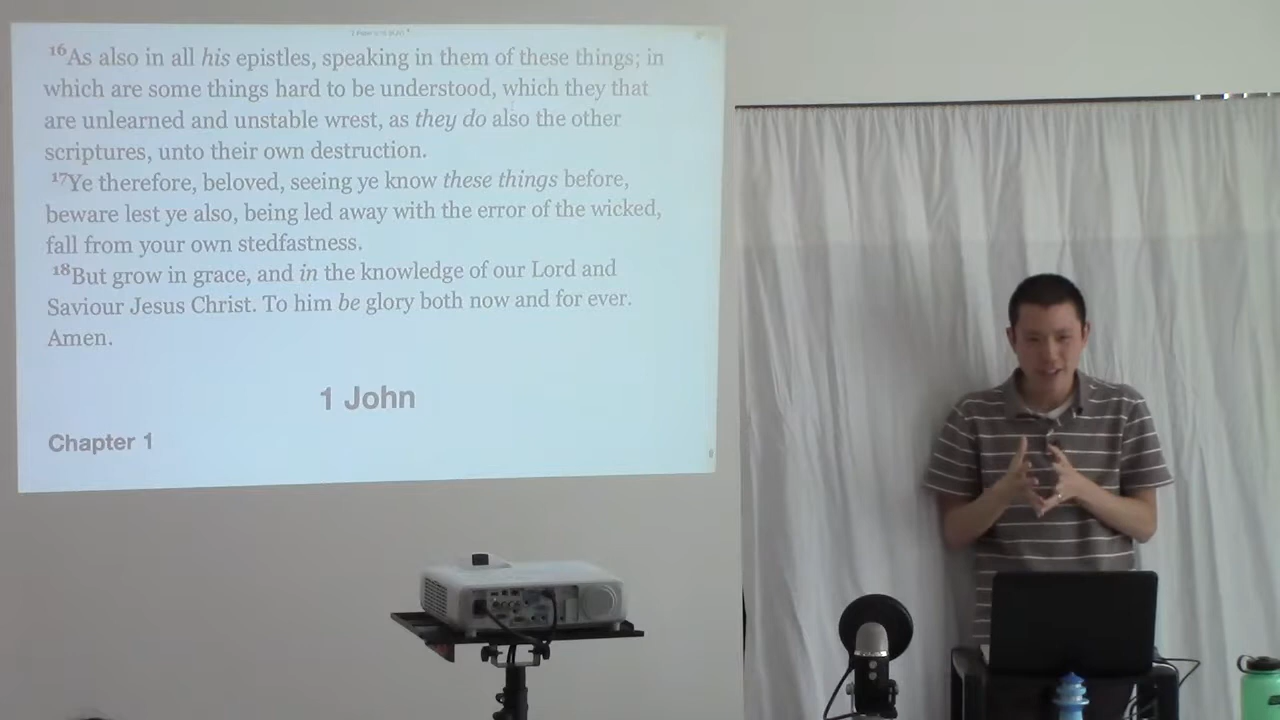 16As also in all his epistles, speaking in them of these things; in
which are some things hard to be understood, which they that
are unlearned and unstable wrest, as they do also the other
scriptures, unto their own destruction.
17Ye therefore, beloved, seeing ye know these things before,
beware lest ye also, being led away with the error of the wicked,
fall from your own stedfastness.
18But grow in grace, and in the knowledge of our Lord and
Saviour Jesus Christ. To him be glory both now and for ever.
Amen.
1 John
Chapter 1